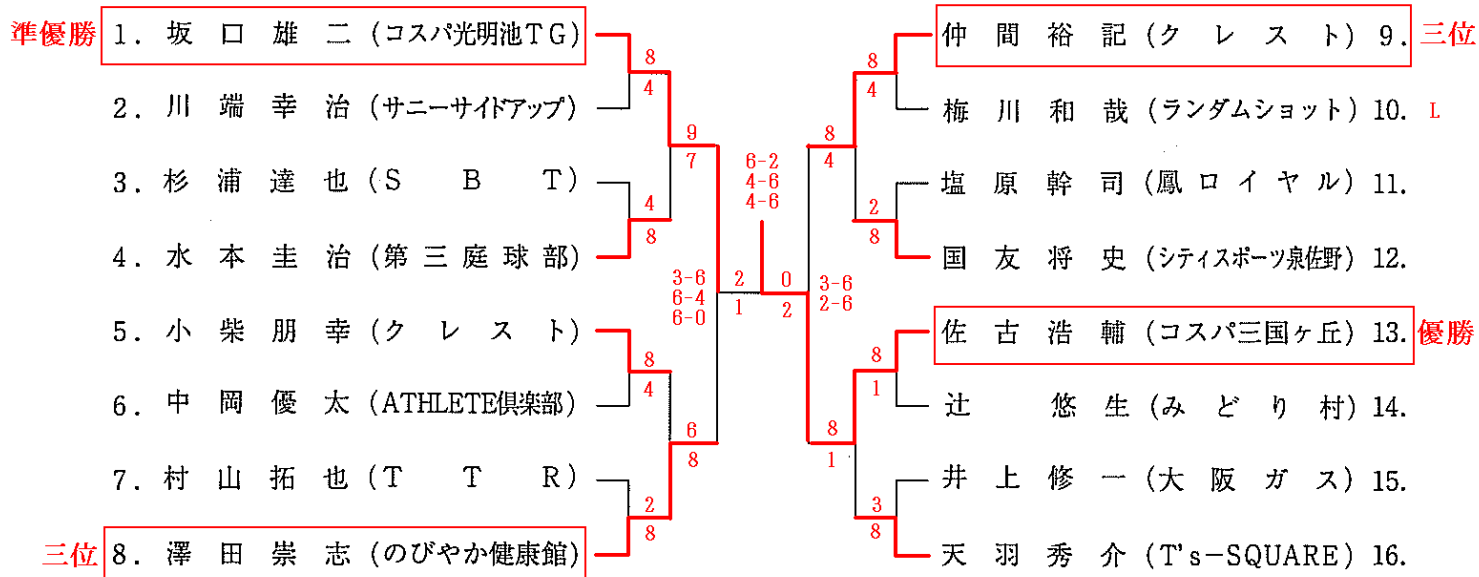 準優勝 1. 坂口雄二 (コスパ光明池TG)
2. 川端幸治 (サニーサイドアップ)
3. 杉浦達也 (SBT)
4. 水本圭治 (第三庭球部)
5. 小柴朋幸 (クレスト)
6. 中岡優太 (ATHLETE倶楽部)
7. 村山拓也 (TTR)
三位 8. 澤田崇志 (のびやか健康館)
8
4
4
8
8
4
2
8
9
7
6
8
3-6
6-4
6-0
2
1
6-2
4-6
4-6
0
2
3-6
2-6
8
4
8
1
8
4
2
8
8
1
3
8
仲間裕記 (クレスト) 9. 三位
梅川和哉 (ランダムショット) 10. L
塩原幹司 (鳳ロイヤル) 11.
国友将史 (シティスポーツ泉佐野) 12.
佐古浩輔 (コスパ三国ヶ丘) 13. 優勝
辻悠生 (みどり村) 14.
井上修一 (大阪ガス) 15.
天羽秀介 (T's-SQUARE) 16.